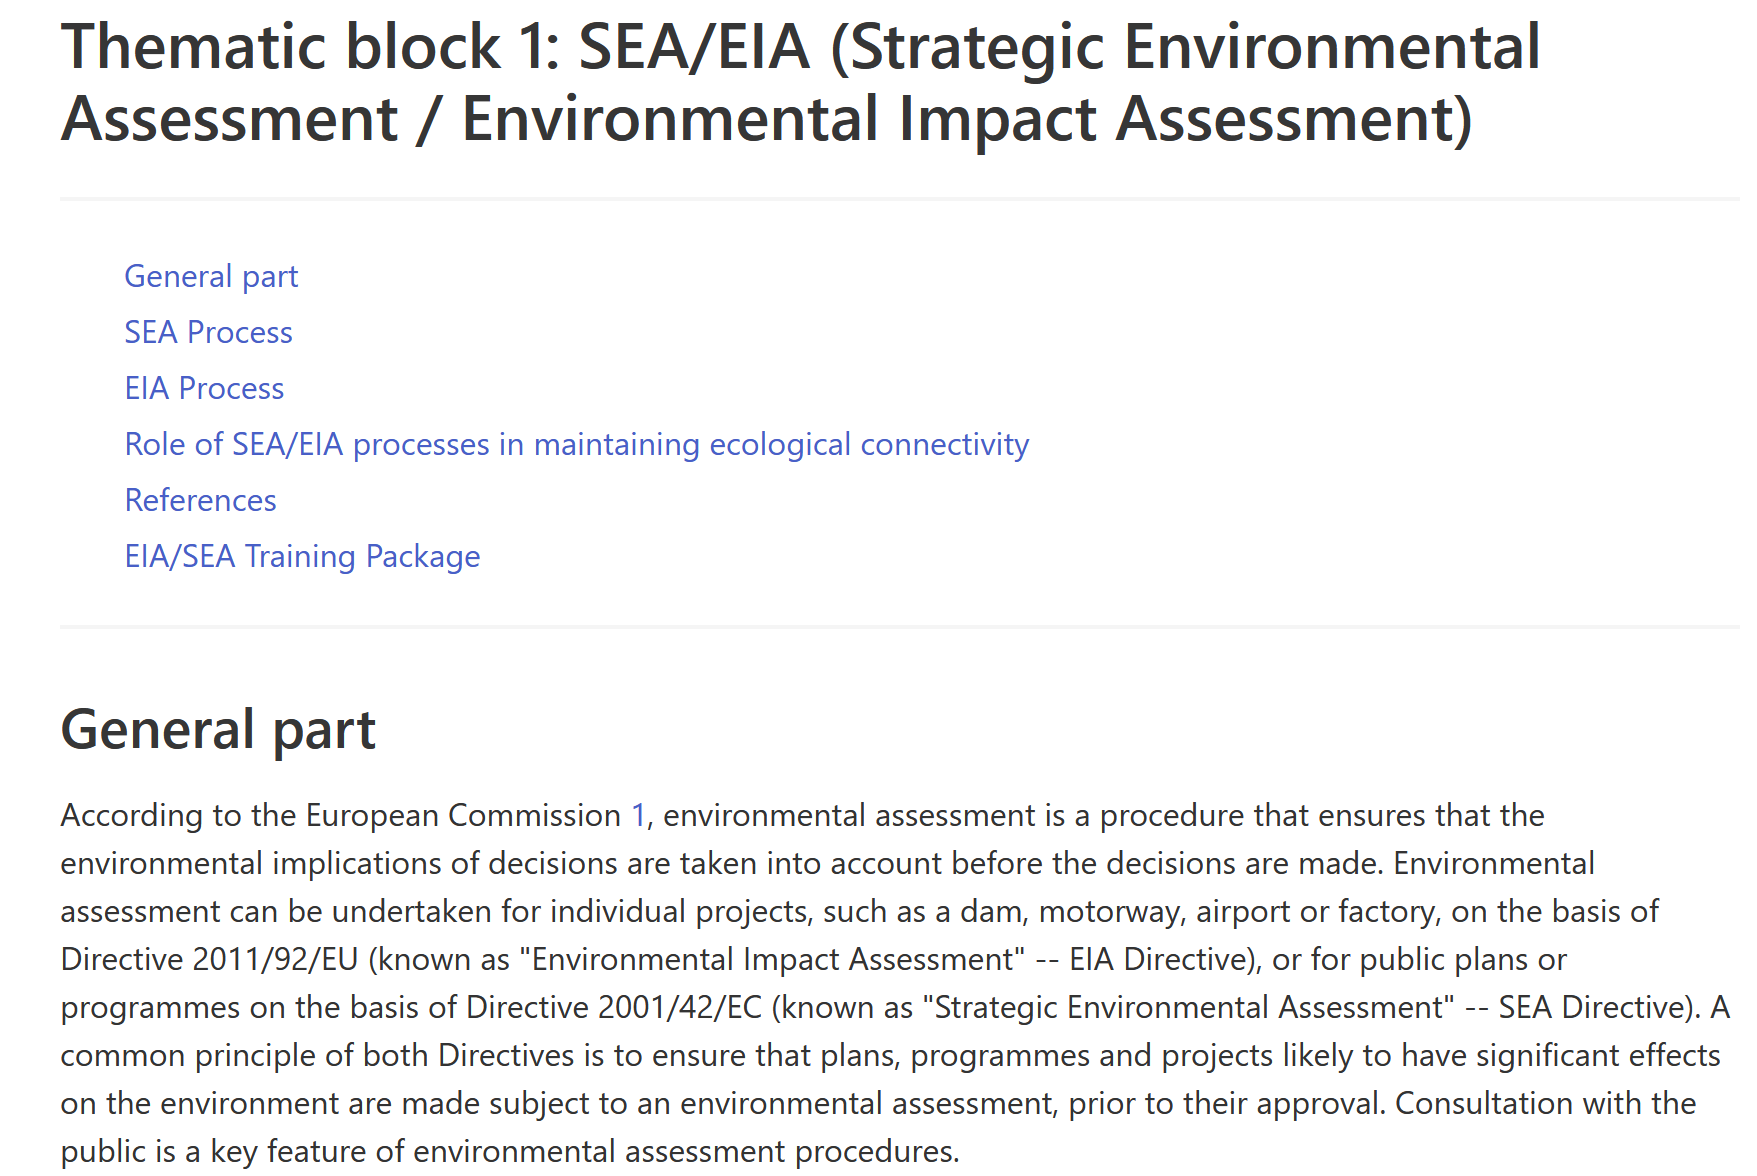 Thematic block 1: SEA/EIA (Strategic Environmental
Assessment / Environmental Impact Assessment)
General part
SEA Process
EIA Process
Role of SEA/EIA processes in maintaining ecological connectivity
References
EIA/SEA Training Package
General part
According to the European Commission 1, environmental assessment is a procedure that ensures that the
environmental implications of decisions are taken into account before the decisions are made. Environmental
assessment can be undertaken for individual projects, such as a dam, motorway, airport or factory, on the basis of
Directive 2011/92/EU (known as "Environmental Impact Assessment" -- EIA Directive), or for public plans or
programmes on the basis of Directive 2001/42/EC (known as "Strategic Environmental Assessment" -- SEA Directive). A
common principle of both Directives is to ensure that plans, programmes and projects likely to have significant effects
on the environment are made subject to an environmental assessment, prior to their approval. Consultation with the
public is a key feature of environmental assessment procedures.